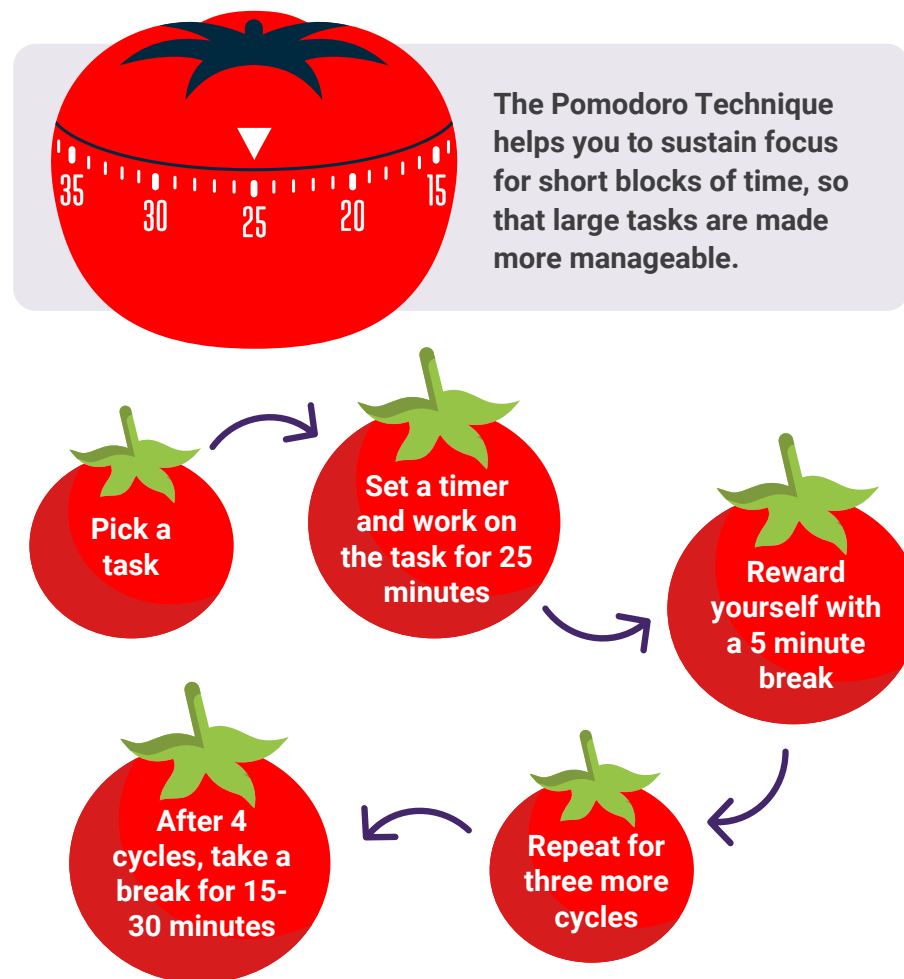 The Pomodoro Technique
helps you to sustain focus
for short blocks of time, so
that large tasks are made
more manageable.
35 30 25 20 15
Pick a
task
Set a timer
and work on
the task for 25
minutes
Reward
yourself with
a 5 minute
break
Repeat for
three more
cycles
After 4
cycles, take a
break for 15-
30 minutes